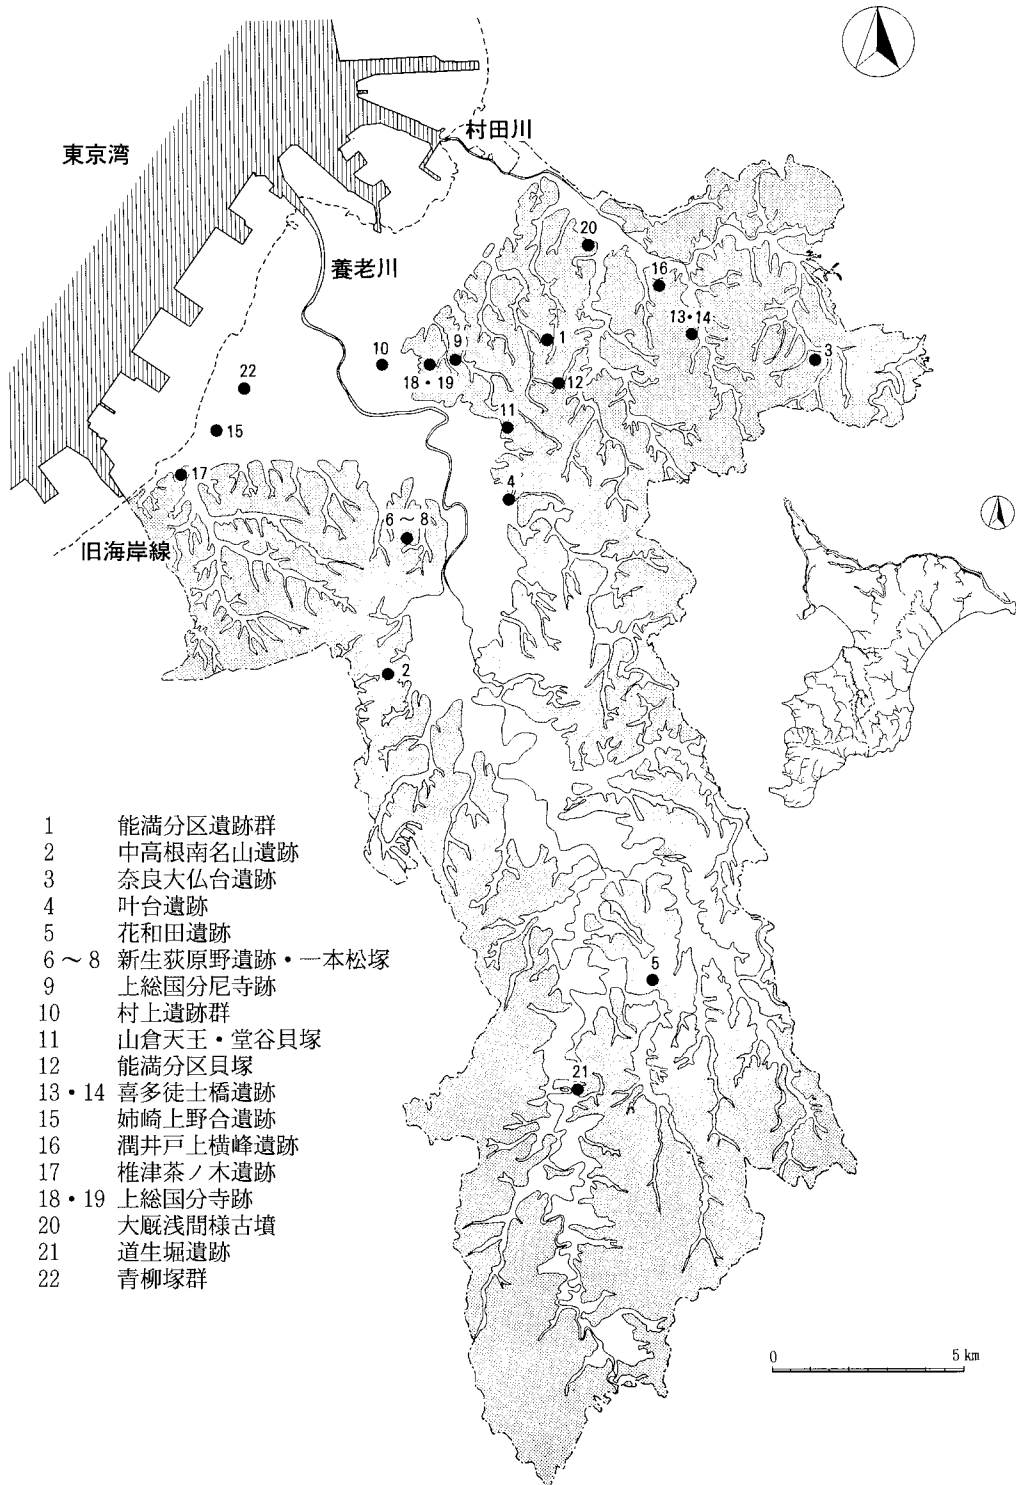 東京湾
村田川
養老川
旧海岸線
20
16
13・14
3
1
9
10
18・19
12
22
11
15
17
4
6～8
2
5
21
1 能満分区遺跡群
2 中高根南名山遺跡
3 奈良大仏台遺跡
4 叶台遺跡
5 花和田遺跡
6～8 新生荻原野遺跡・一本松塚
9 上総国分尼寺跡
10 村上遺跡群
11 山倉天王・堂谷貝塚
12 能満分区貝塚
13・14 喜多徒士橋遺跡
15 姉崎上野合遺跡
16 潤井戸上横峰遺跡
17 椎津茶ノ木遺跡
18・19 上総国分寺跡
20 大厩浅間様古墳
21 道生堀遺跡
22 青柳塚群
0 5㎞